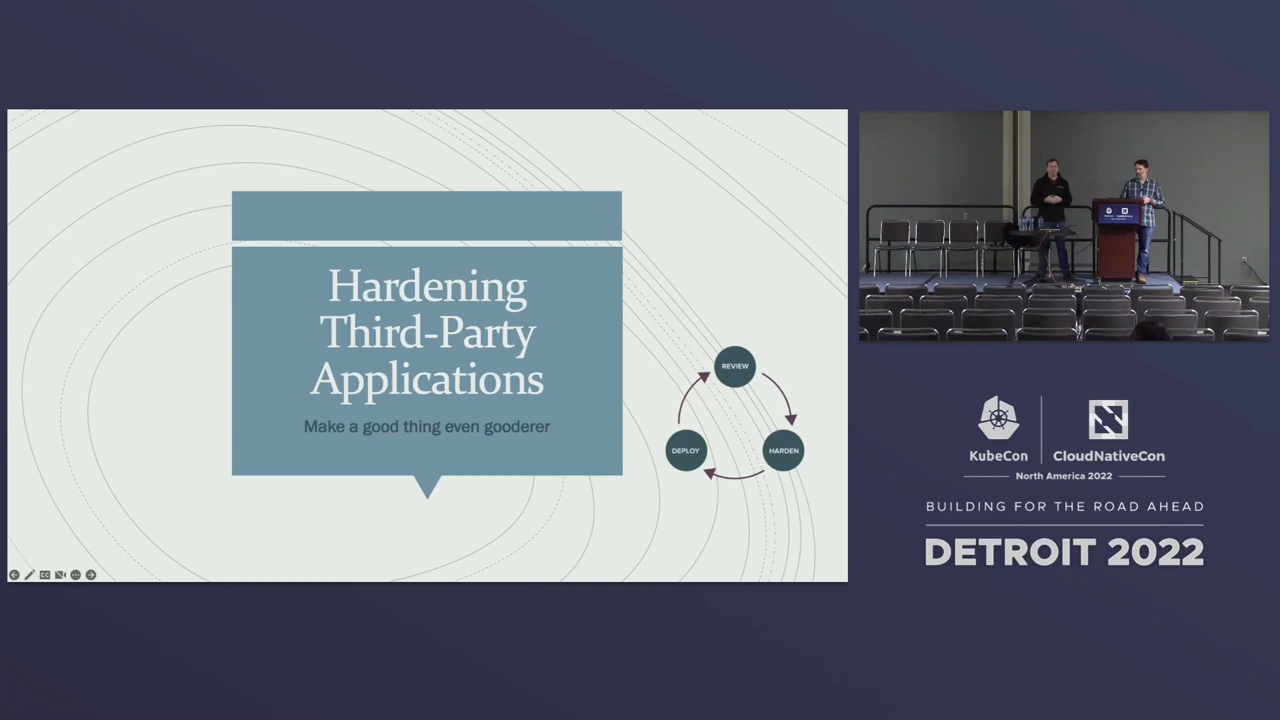 Hardening
Third-Party
Applications
Make a good thing even gooderer
REVIEW
DEPLOY
HARDEN
KubeCon
CloudNativeCon
North America 2022
BUILDING FOR THE ROAD AHEAD
DETROIT 2022